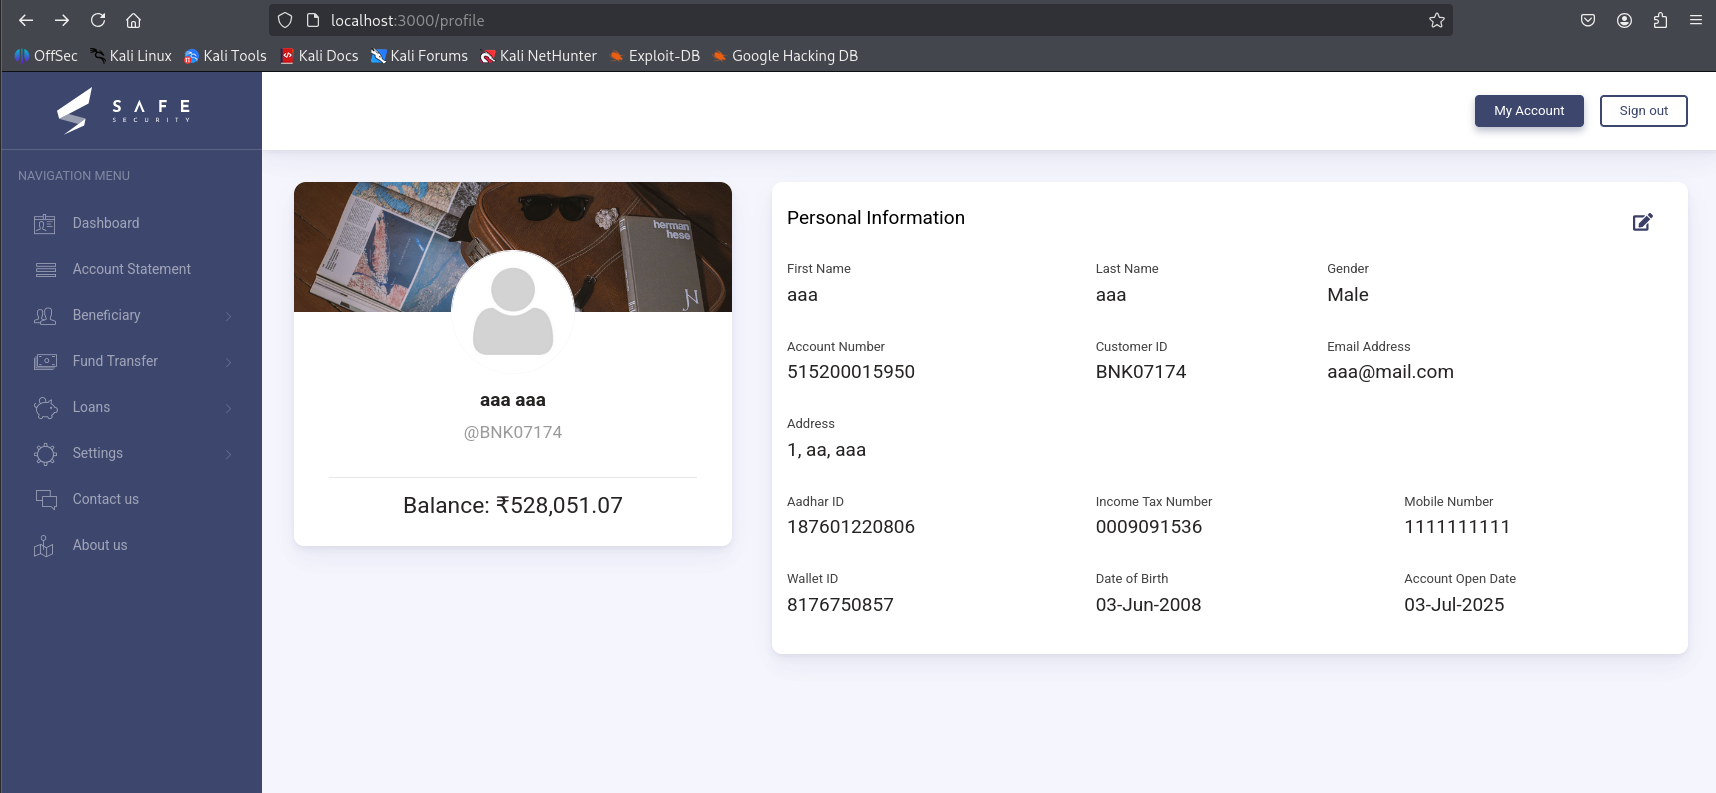 localhost:3000/profile
OffSec Kali Linux Kali Tools Kali Docs Kali Forums Kali NetHunter Exploit-DB Google Hacking DB
SAFE
SECURITY
My Account Sign out
NAVIGATION MENU
Dashboard
Account Statement
Beneficiary
Fund Transfer
Loans
Settings
Contact us
About us
herman
hese
aaa aaa
@BNK07174
Balance: ₹528,051.07
Personal Information
First Name Last Name Gender
aaa aaa Male
Account Number Customer ID Email Address
515200015950 BNK07174 aaa@mail.com
Address
1, aa, aaa
Aadhar ID Income Tax Number Mobile Number
187601220806 0009091536 1111111111
Wallet ID Date of Birth Account Open Date
8176750857 03-Jun-2008 03-Jul-2025